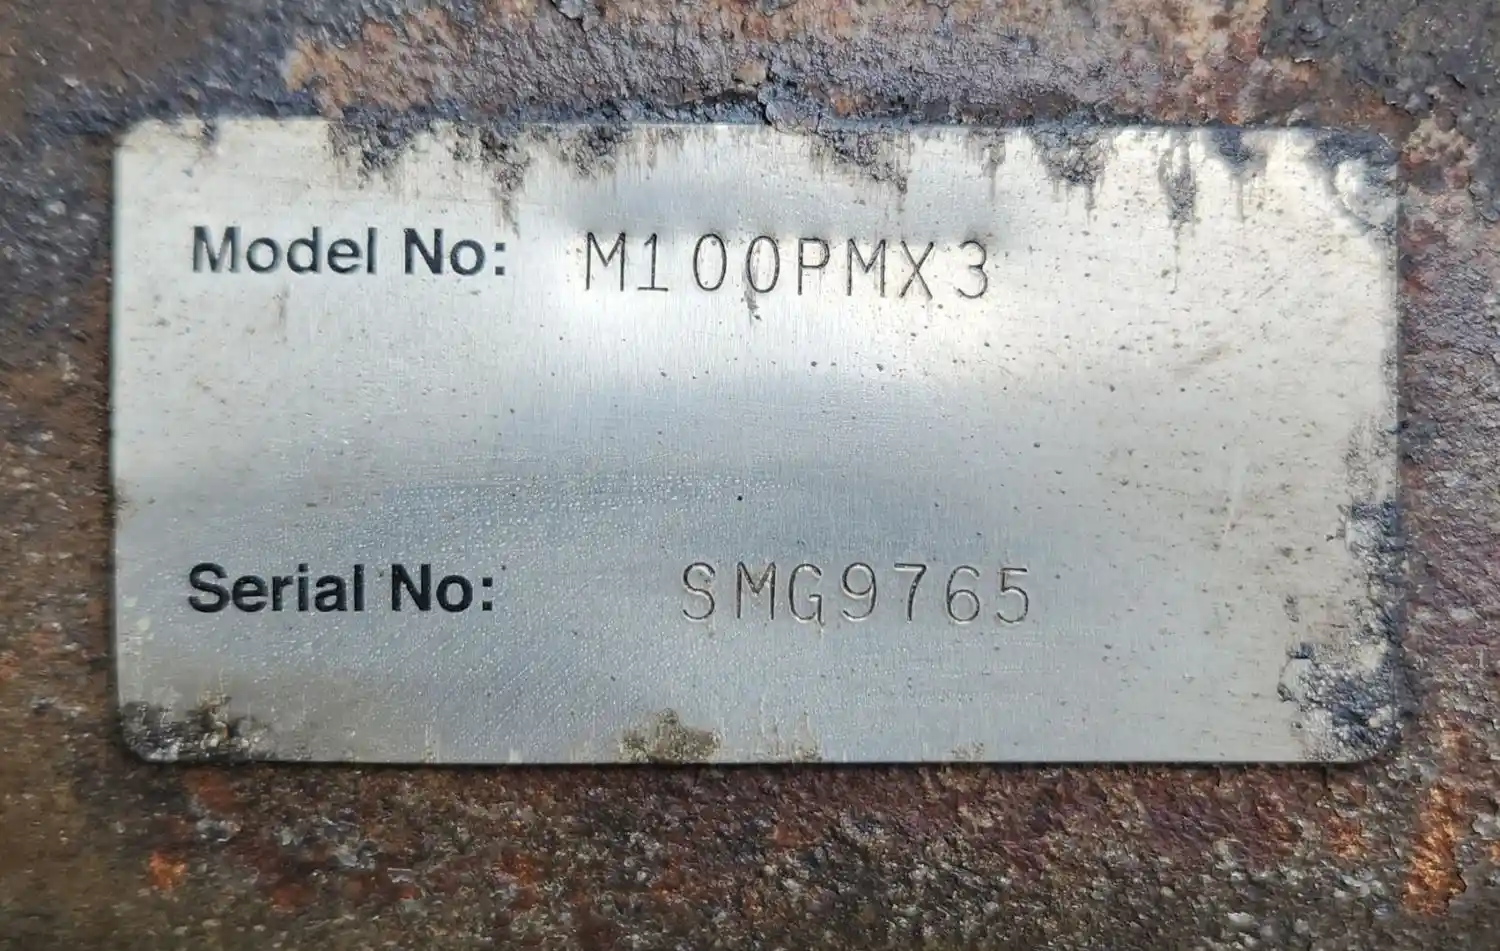 Model No: M100PMX3
Serial No: SMG9765